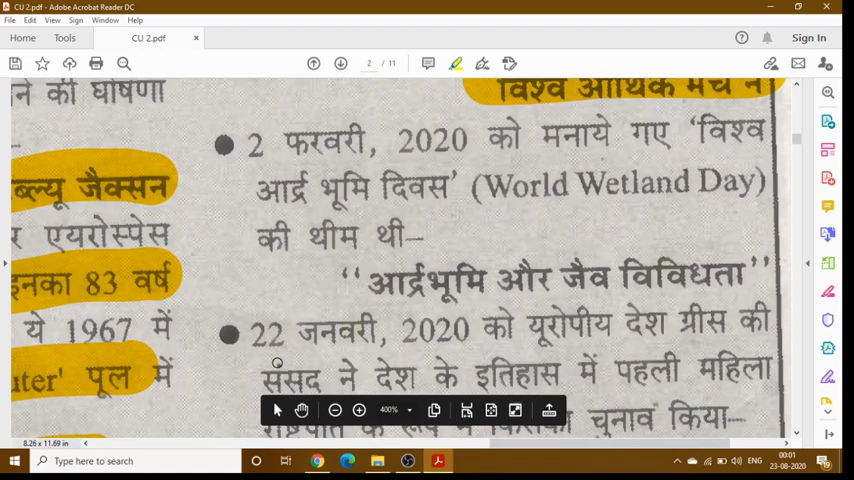 CU 2.pdf - Adobe Acrobat Reader DC
File Edit View Sign Window Help
Home Tools CU 2.pdf × Sign In
2 / 11
ने की घोषणा
ब्ल्यू जैक्सन
एयरोस्पेस
83 वर्ष
ये 1967 में
uter' पूल में
विश्व आर्थिक मंच ने
2 फरवरी, 2020 को मनाये गए 'विश्व
आर्द्र भूमि दिवस' (World Wetland Day)
की थीम थी–
"आर्द्रभूमि और जैव विविधता"
22 जनवरी, 2020 को यूरोपीय देश ग्रीस की
संसद ने देश के इतिहास में पहली महिला
चुनाव किया–
400%
8.26 x 11.69 in
Type here to search
00:01
23-08-2020